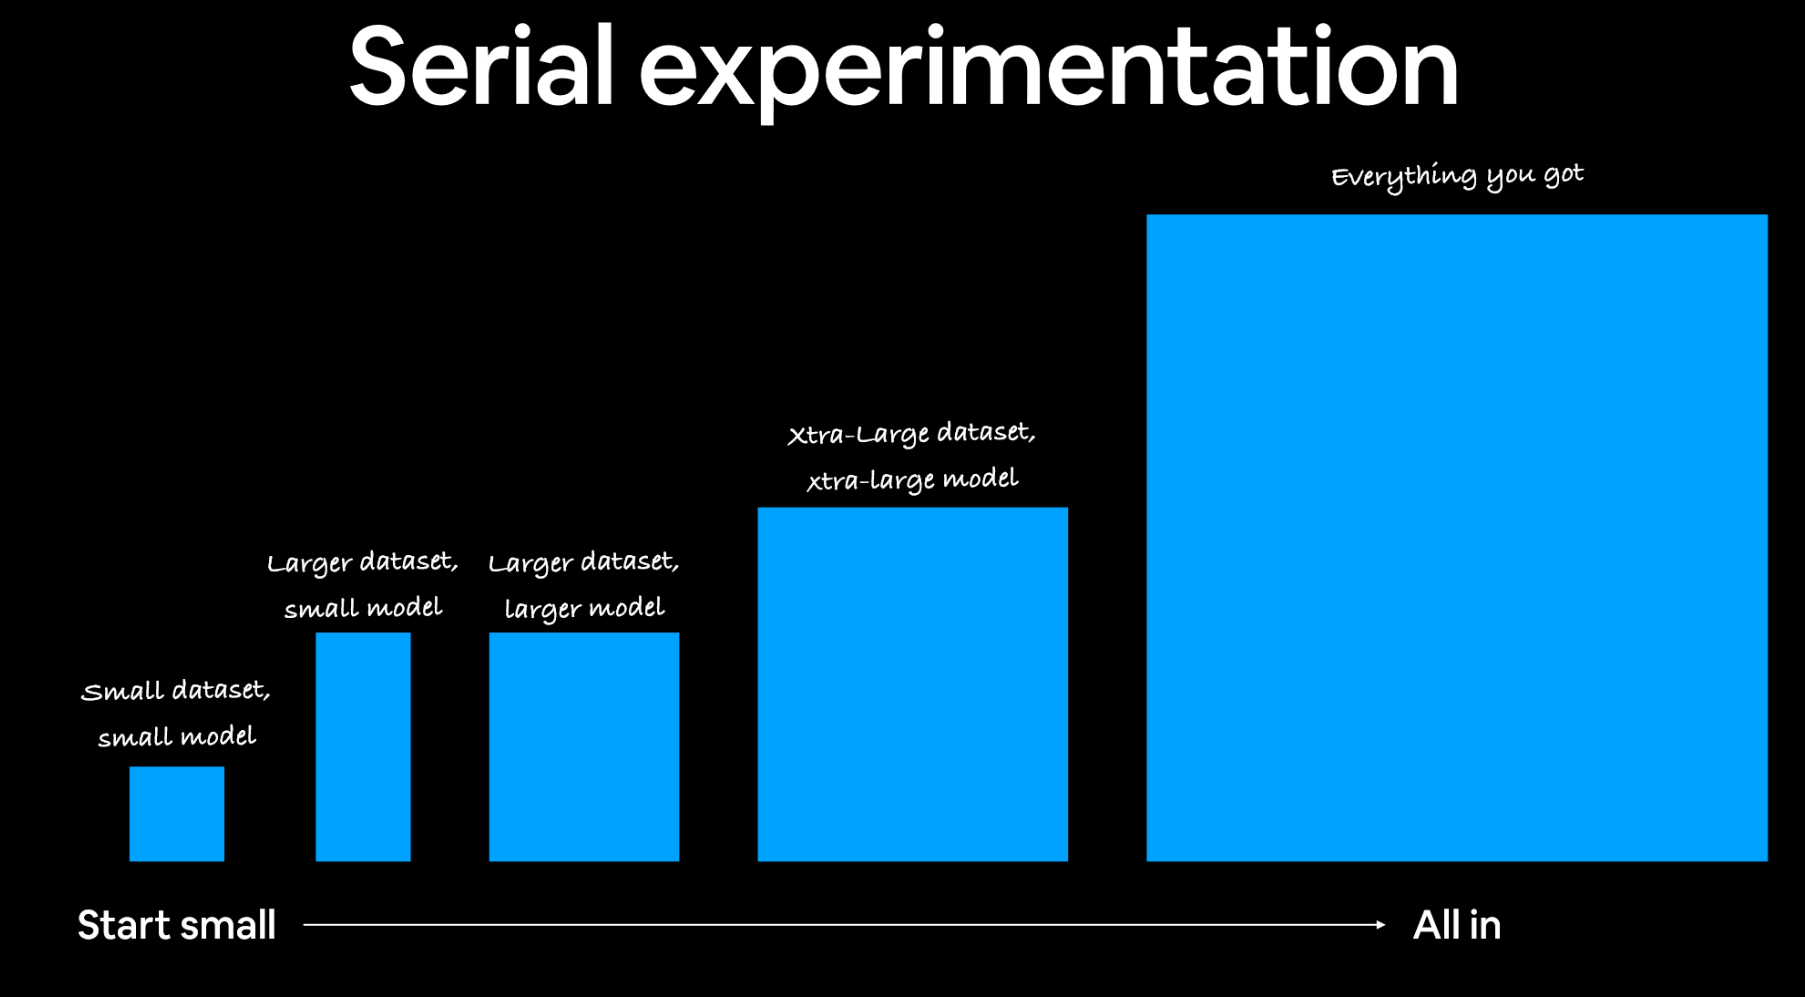 Serial experimentation
Everything you got
Xtra-Large dataset,
xtra-large model
Larger dataset,
small model
Larger dataset,
larger model
Small dataset,
small model
Start small
All in